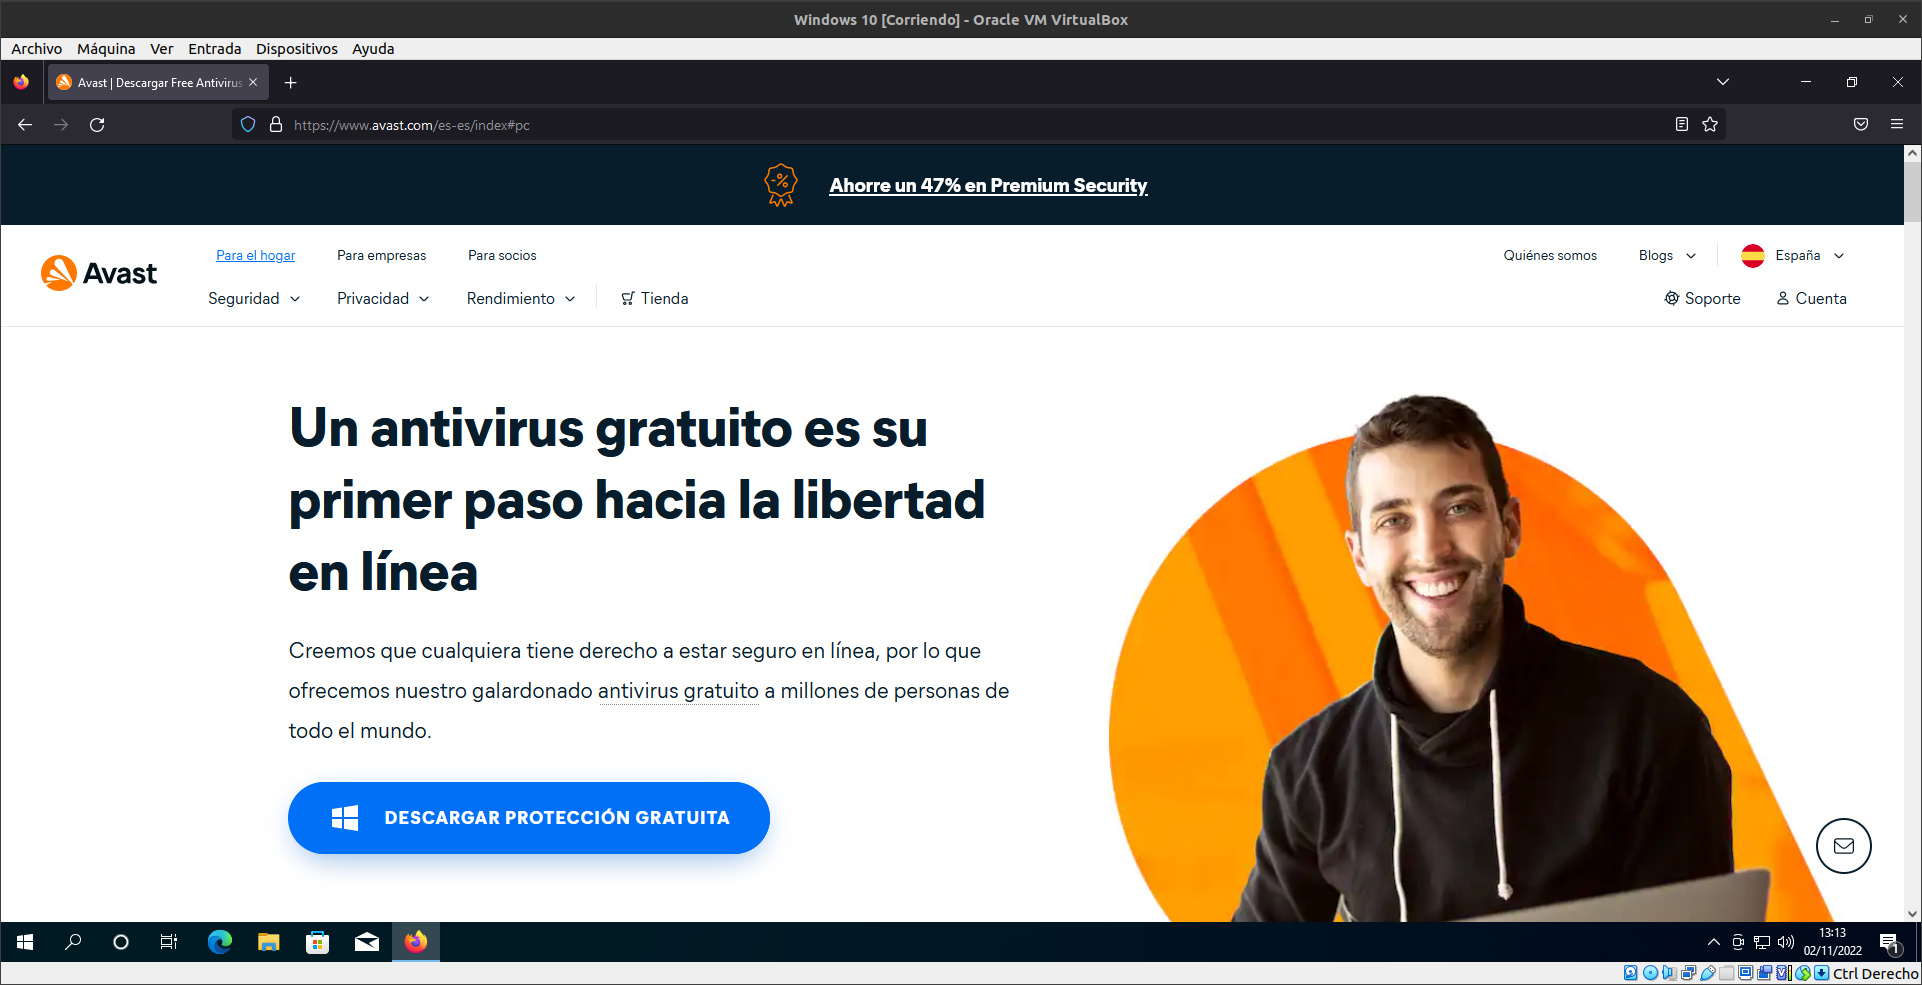 Windows 10 [Corriendo] - Oracle VM VirtualBox
Archivo Máquina Ver Entrada Dispositivos Ayuda
Avast | Descargar Free Antivirus
https://www.avast.com/es-es/index#pc
-%
Ahorre un 47% en Premium Security
Avast
Para el hogar Para empresas Para socios
Quiénes somos Blogs España
Seguridad Privacidad Rendimiento Tienda
Soporte Cuenta
Un antivirus gratuito es su
primer paso hacia la libertad
en línea
Creemos que cualquiera tiene derecho a estar seguro en línea, por lo que
ofrecemos nuestro galardonado antivirus gratuito a millones de personas de
todo el mundo.
DESCARGAR PROTECCIÓN GRATUITA
13:13
02/11/2022
1
Ctrl Derecho